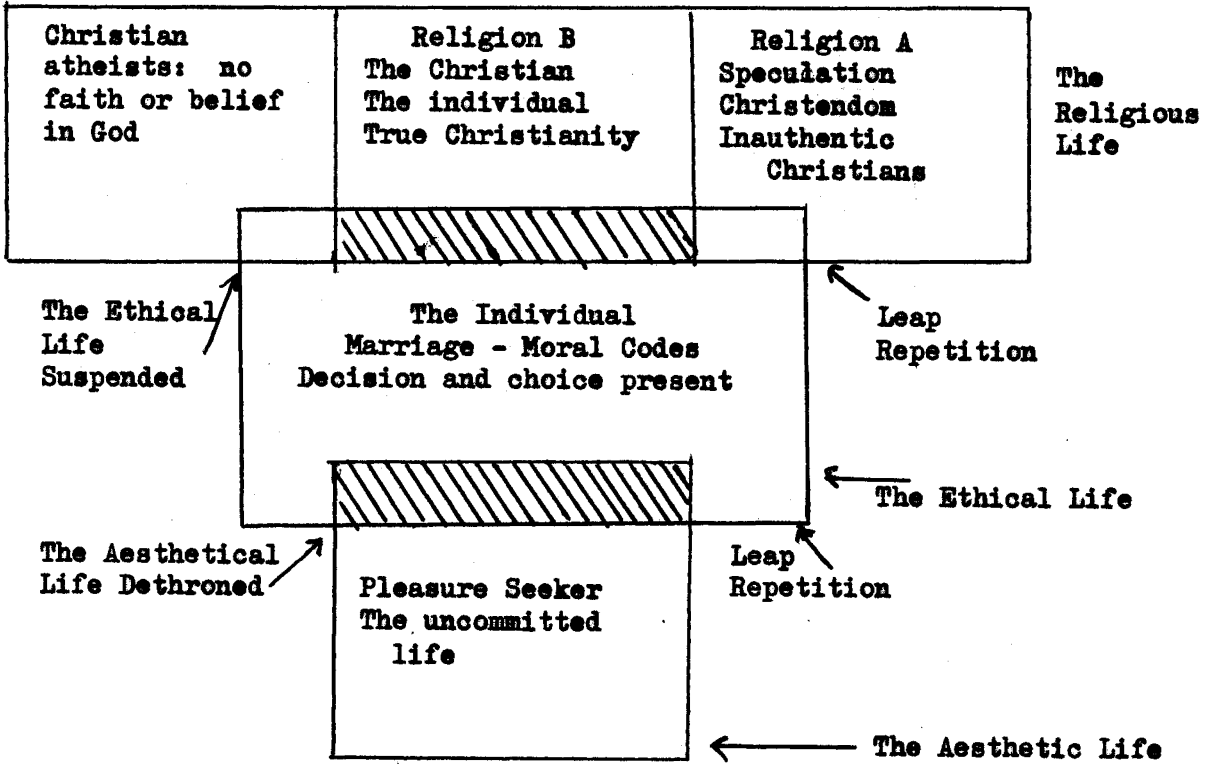 Christian
atheists: no
faith or belief
in God
Religion B
The Christian
The individual
True Christianity
Religion A
Speculation
Christendom
Inauthentic
Christians
The
Religious
Life
The Ethical
Life
Suspended
The Individual
Marriage - Moral Codes
Decision and choice present
Leap
Repetition
The Ethical Life
The Aesthetical
Life Dethroned
Leap
Repetition
Pleasure Seeker
The uncommitted
life
The Aesthetic Life